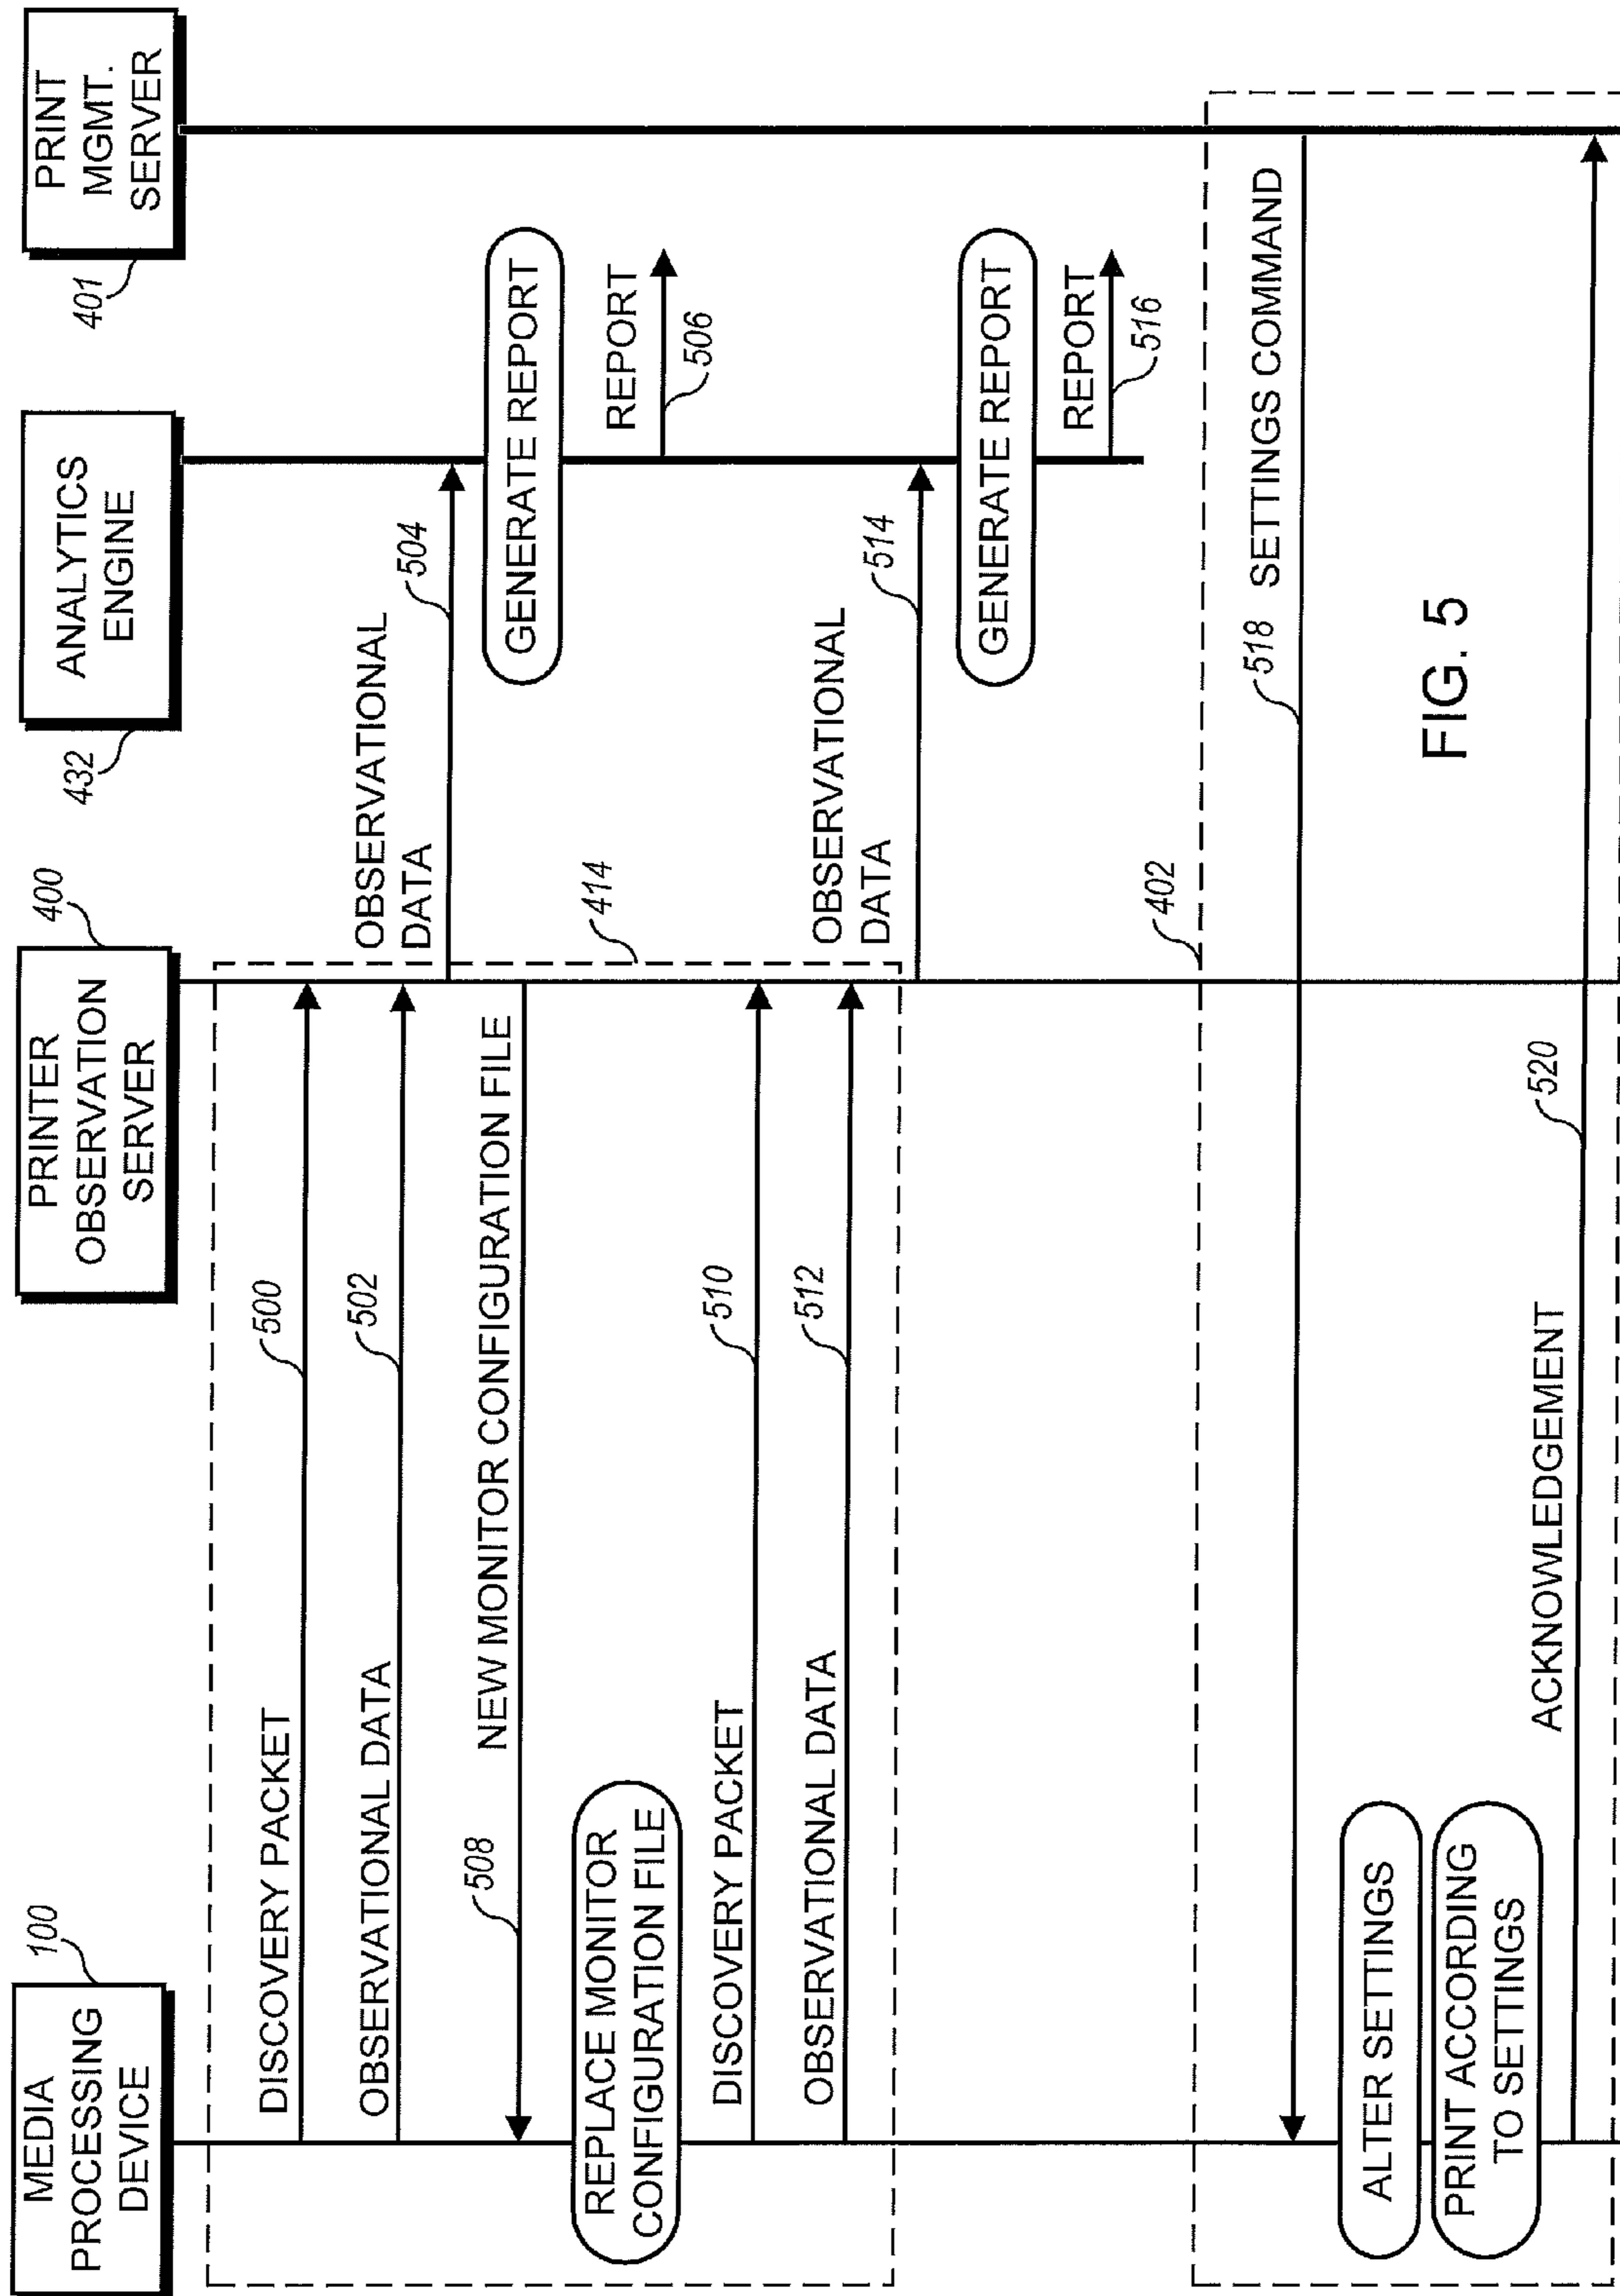 MEDIA
PROCESSING
DEVICE
100
PRINTER
OBSERVATION
SERVER
400
ANALYTICS
ENGINE
432
PRINT
MGMT.
SERVER
401
DISCOVERY PACKET
500
OBSERVATIONAL DATA
502
OBSERVATIONAL
DATA
504
GENERATE REPORT
NEW MONITOR CONFIGURATION FILE
508
REPORT
506
REPLACE MONITOR
CONFIGURATION FILE
414
DISCOVERY PACKET
510
OBSERVATIONAL DATA
512
OBSERVATIONAL
DATA
514
GENERATE REPORT
REPORT
516
402
518
SETTINGS COMMAND
ALTER SETTINGS
PRINT ACCORDING
TO SETTINGS
ACKNOWLEDGEMENT
520
FIG. 5